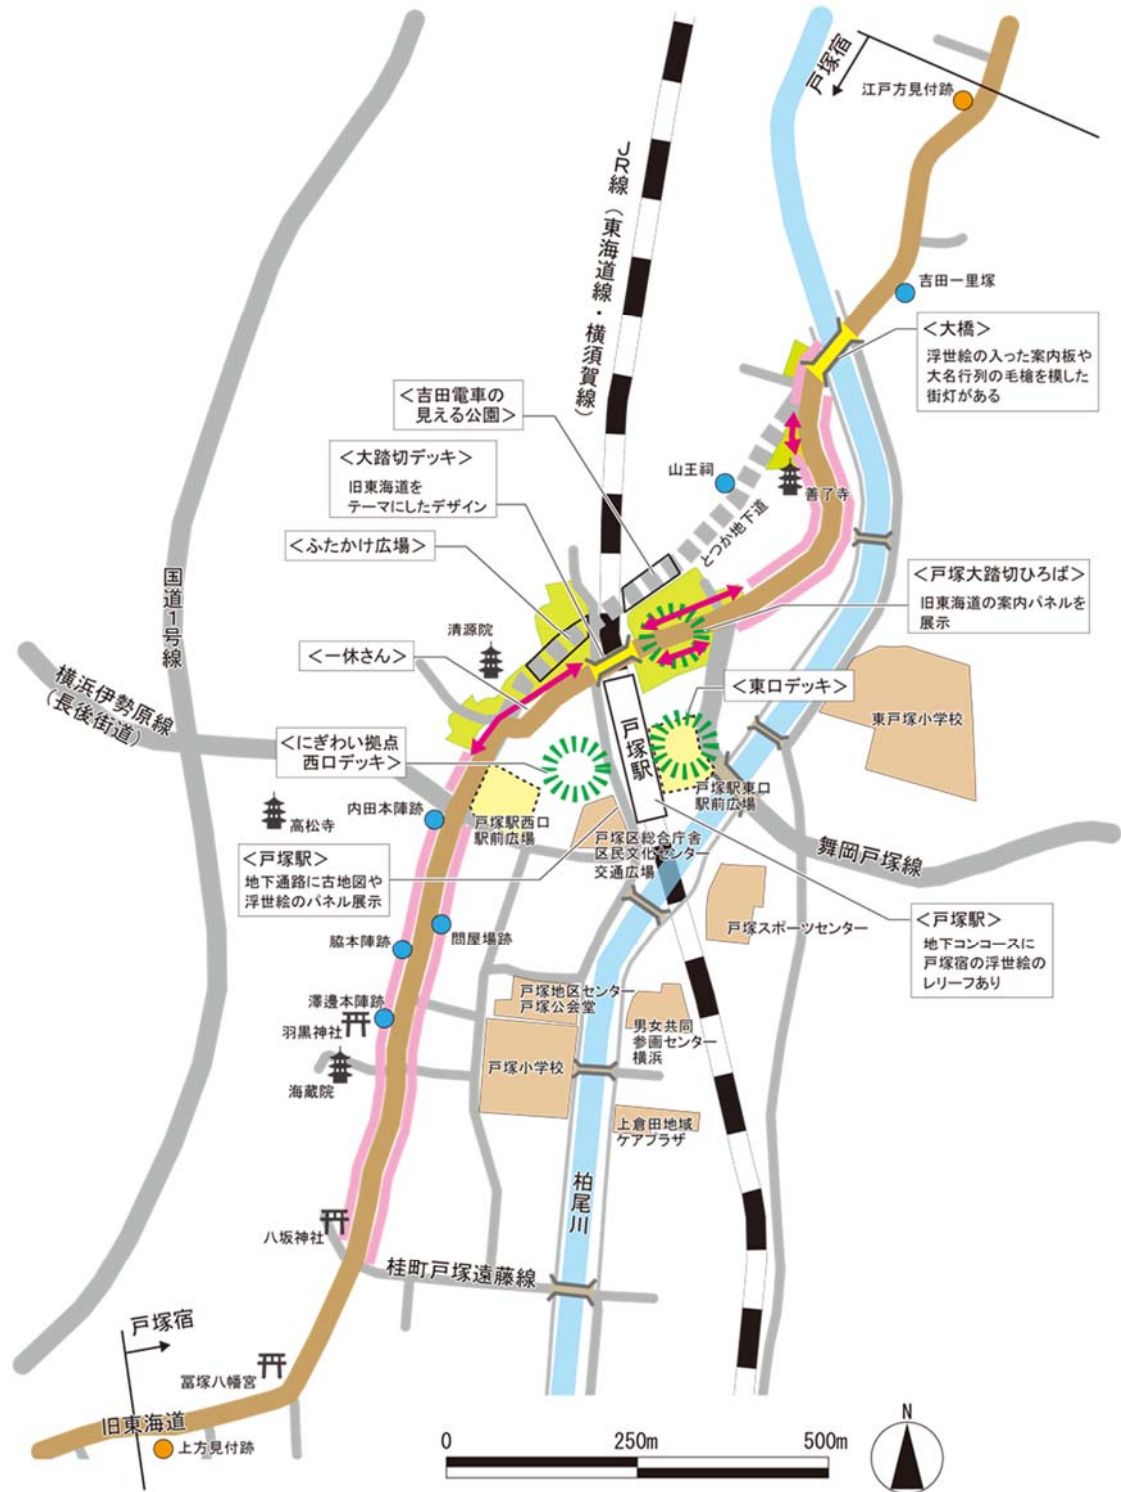 戸塚宿
江戸方見付跡
JR線（東海道線・横須賀線）
吉田一里塚
＜大橋＞
浮世絵の入った案内板や
大名行列の毛槍を模した
街灯がある
＜吉田電車の
見える公園＞
＜大踏切デッキ＞
旧東海道を
テーマにしたデザイン
山王祠
善了寺
とつか地下道
＜ふたかけ広場＞
＜戸塚大踏切ひろば＞
旧東海道の案内パネルを
展示
国道1号線
清源院
＜一休さん＞
横浜伊勢原線
（長後街道）
＜東口デッキ＞
東戸塚小学校
戸塚駅
＜にぎわい拠点
西口デッキ＞
戸塚駅東口
駅前広場
内田本陣跡
高松寺
戸塚駅西口
駅前広場
戸塚区総合庁舎
区民文化センター
交通広場
舞岡戸塚線
＜戸塚駅＞
地下通路に古地図や
浮世絵のパネル展示
戸塚スポーツセンター
＜戸塚駅＞
地下コンコースに
戸塚宿の浮世絵の
レリーフあり
脇本陣跡
問屋場跡
澤邊本陣跡
羽黒神社
海蔵院
戸塚地区センター
戸塚公会堂
男女共同
参画センター
横浜
戸塚小学校
上倉田地域
ケアプラザ
柏尾川
八坂神社
桂町戸塚遠藤線
戸塚宿
冨塚八幡宮
旧東海道
上方見付跡
0 250m 500m
N